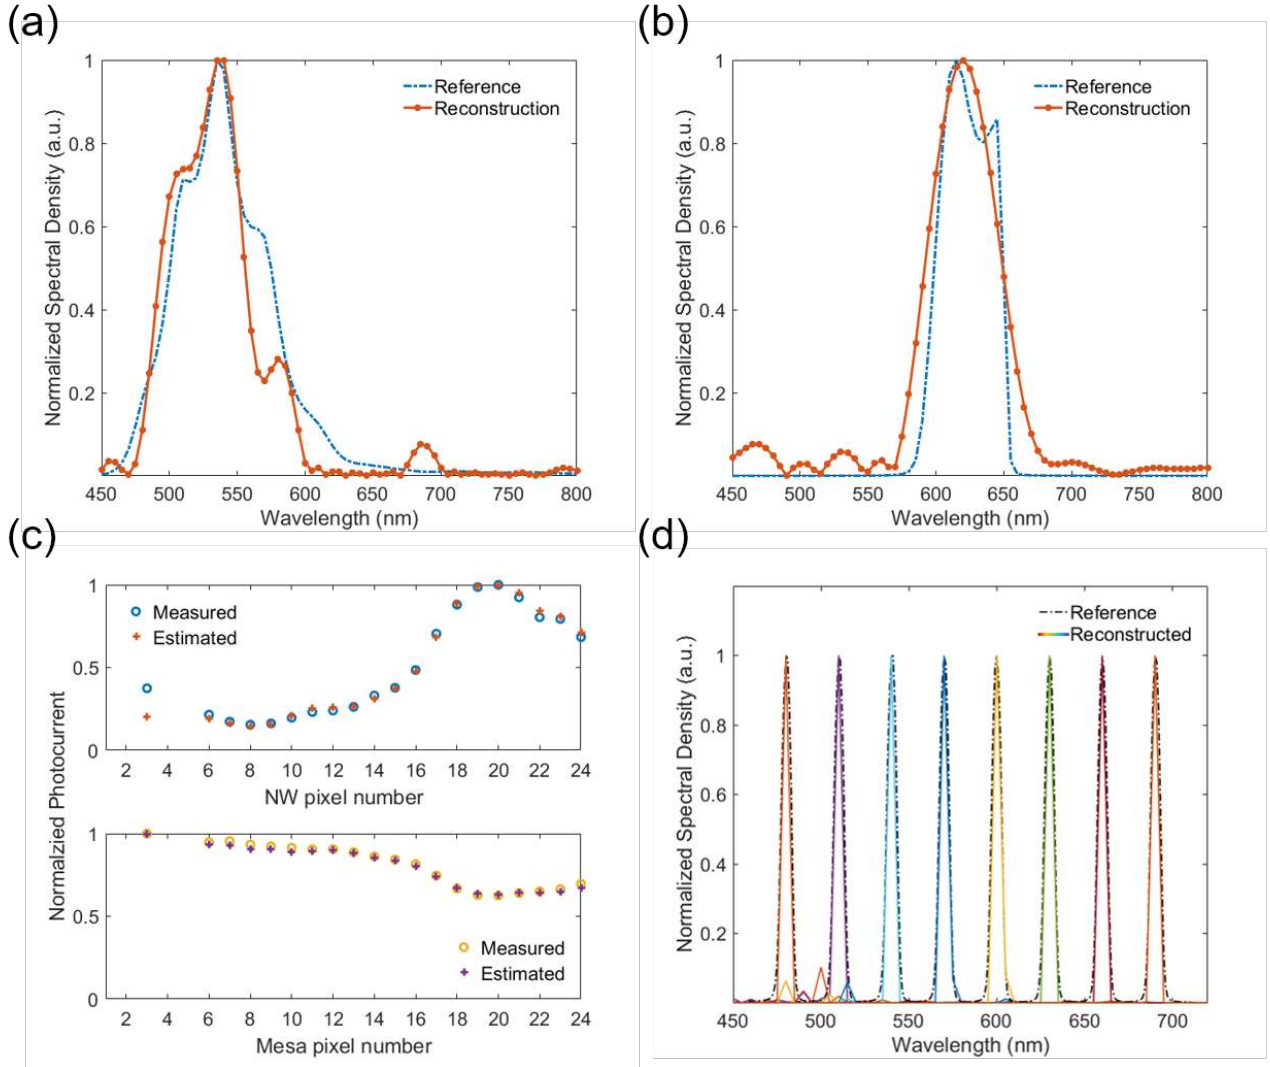 (a)
1
0.8
0.6
0.4
0.2
450 500 550 600 650 700 750 800
Wavelength (nm)
Normalized Spectral Density (a.u.)
Reference
Reconstruction
(b)
1
0.8
0.6
0.4
0.2
450 500 550 600 650 700 750 800
Wavelength (nm)
Normalized Spectral Density (a.u.)
Reference
Reconstruction
(c)
Normalzied Photocurrent
1
0.5
0
Measured
Estimated
2 4 6 8 10 12 14 16 18 20 22 24
NW pixel number
1
0.5
0
Measured
Estimated
2 4 6 8 10 12 14 16 18 20 22 24
Mesa pixel number
(d)
Normalized Spectral Density (a.u.)
Reference
Reconstructed
1
0.8
0.6
0.4
0.2
450 500 550 600 650 700
Wavelength (nm)